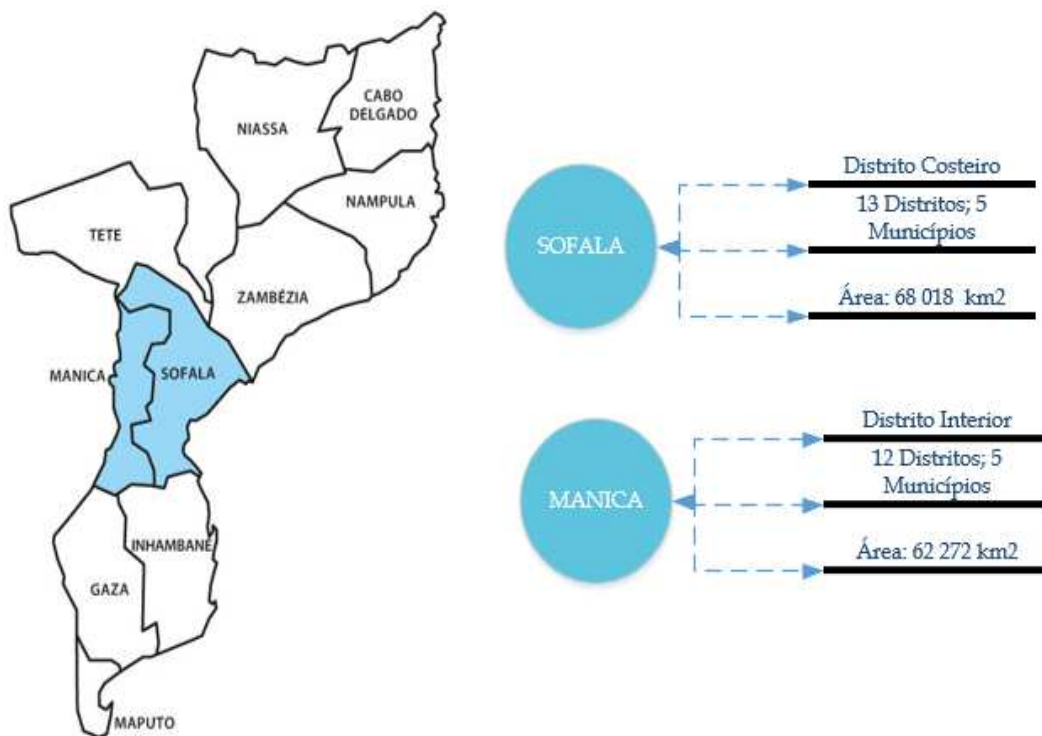 CABO
DELGADO
NIASSA
NAMPULA
TETE
ZAMBÉZIA
MANICA
SOFALA
INHAMBANE
GAZA
MAPUTO
SOFALA
Distrito Costeiro
13 Distritos; 5
Municípios
Área: 68 018 km2
MANICA
Distrito Interior
12 Distritos; 5
Municípios
Área: 62 272 km2